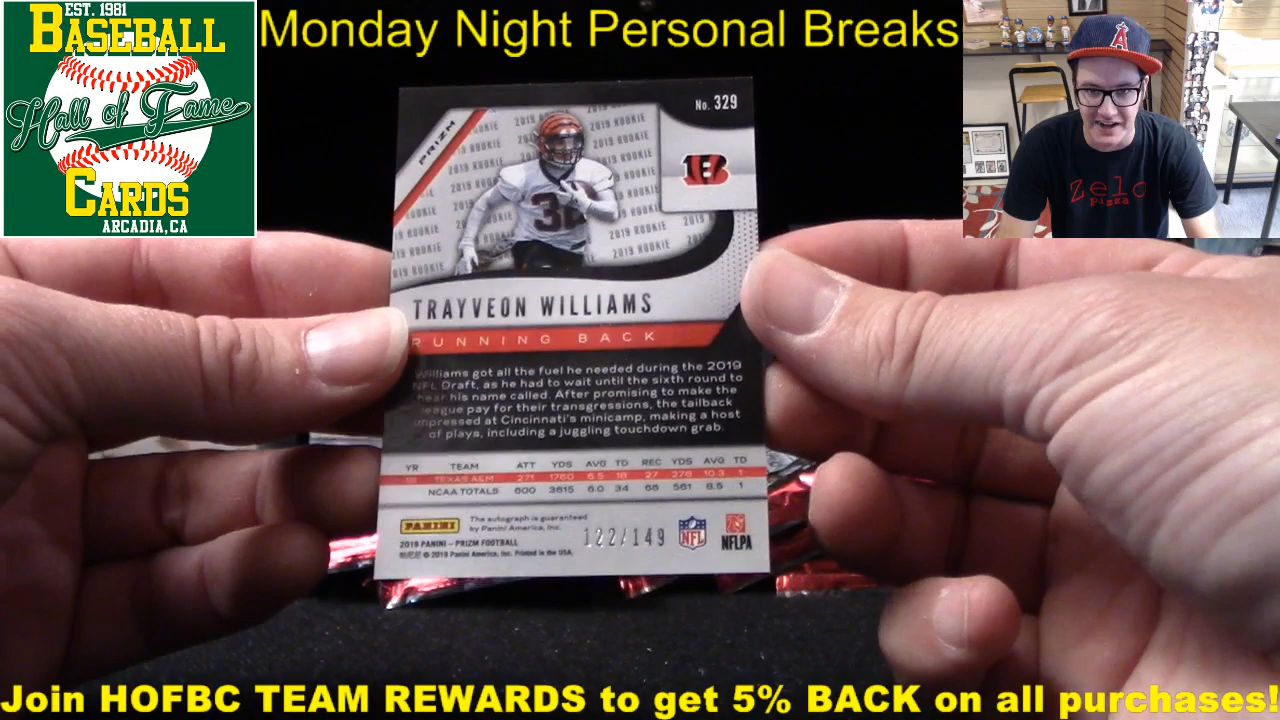 EST. 1981
BASEBALL
Hall of Fame
CARDS
ARCADIA, CA
Monday Night Personal Breaks
A
Zelo
pizza
No. 329
PRIZM
2019 ROOKIE
B
32
TRAYVEON WILLIAMS
RUNNING BACK
Williams got all the fuel he needed during the 2019
NFL Draft, as he had to wait until the sixth round to
hear his name called. After promising to make the
league pay for their transgressions, the tailback
impressed at Cincinnati's minicamp, making a host
of plays, including a juggling touchdown grab.
YR TEAM ATT YDS AVG TD REC YDS AVG TD
18 TEXAS A&M 271 1760 6.5 18 27 278 10.3 1
NCAA TOTALS 600 3615 6.0 34 66 561 8.5 1
PANINI
The autograph is guaranteed
by Panini America, Inc.
122/149
NFL
NFLPA
2019 PANINI – PRIZM FOOTBALL
© 2019 Panini America, Inc. Printed in the USA.
Join HOFBC TEAM REWARDS to get 5% BACK on all purchases!